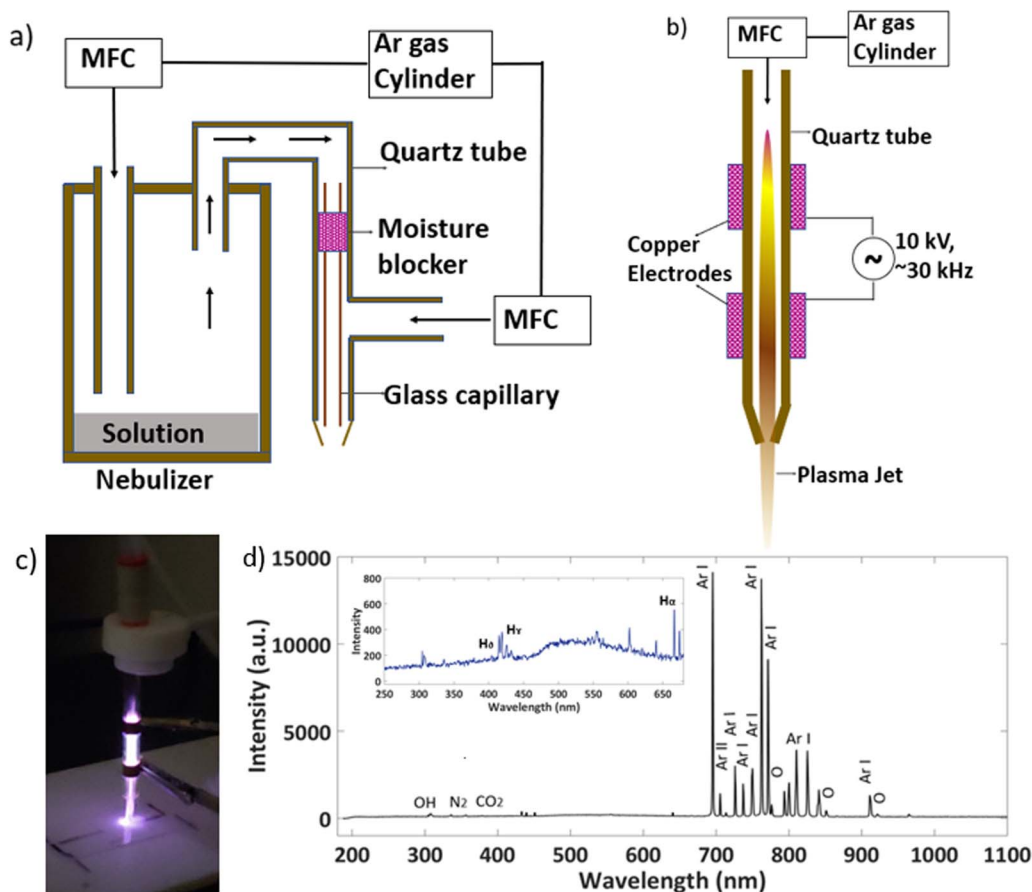 a)
MFC
Ar gas
Cylinder
Quartz tube
Moisture
blocker
MFC
Glass capillary
Solution
Nebulizer
b)
MFC
Ar gas
Cylinder
Quartz tube
Copper
Electrodes
~
10 kV,
~30 kHz
Plasma Jet
c)
d)
15000
10000
5000
0
Intensity (a.u.)
800
600
400
200
0
Intensity
Hδ
Hγ
Hα
250
300
350
400
450
500
550
600
650
Wavelength (nm)
OH
N2
CO2
Ar I
Ar II
Ar I
Ar I
Ar I
Ar I
Ar I
O
Ar I
O
Ar I
O
200
300
400
500
600
700
800
900
1000
1100
Wavelength (nm)